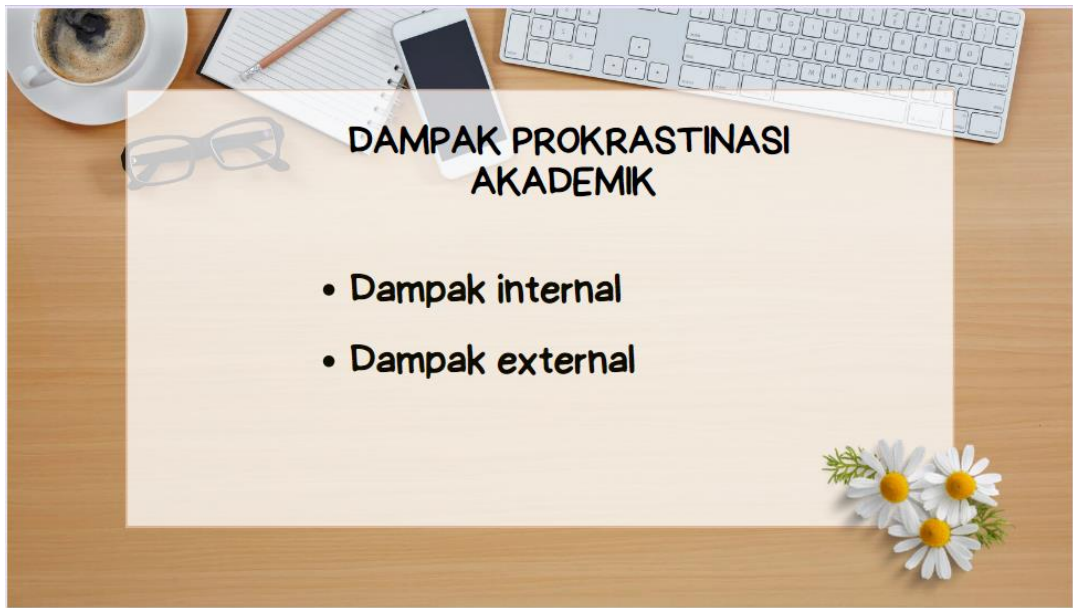 DAMPAK PROKRASTINASI
AKADEMIK
• Dampak internal
• Dampak external